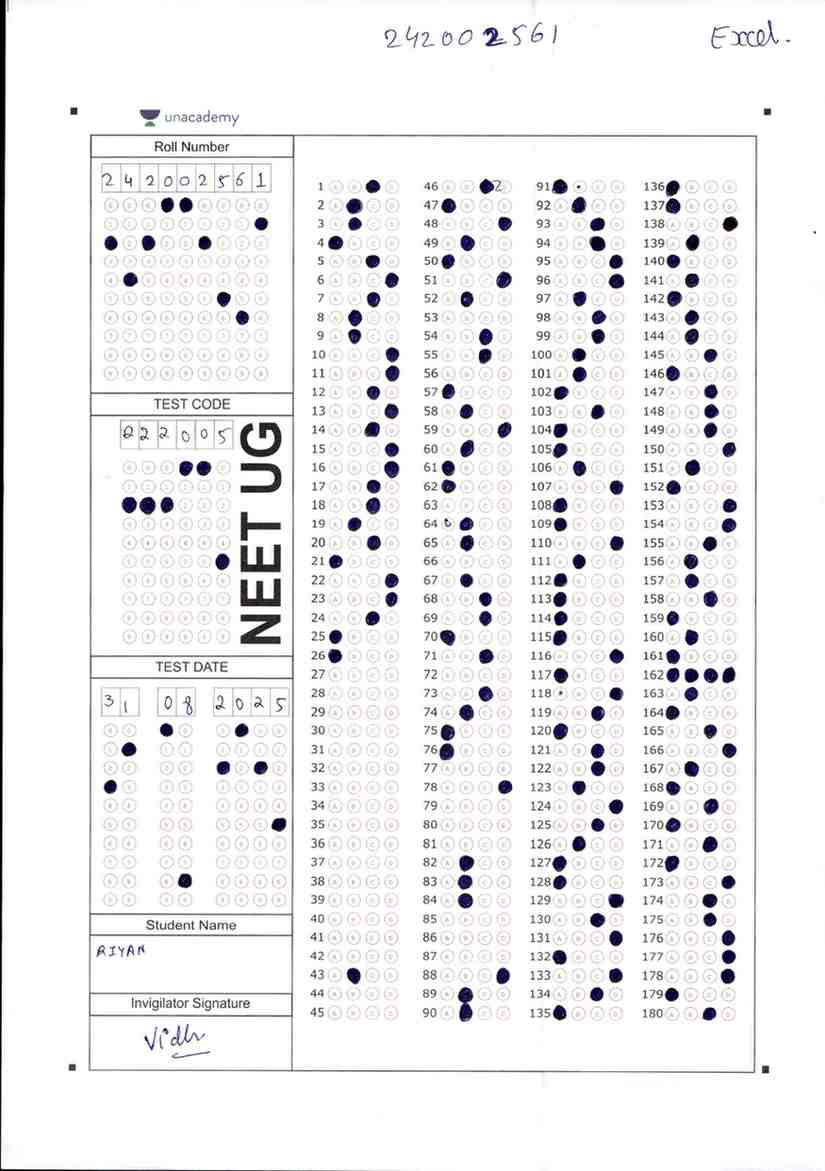 242002561 Excel.
unacademy
Roll Number
2 4 2 0 0 2 5 6 1
TEST CODE
2 2 2 0 0 5
NEET UG
TEST DATE
3 1 0 8 2 0 2 5
Student Name
RIYAN
Invigilator Signature
Vidh
1 46 91 136
2 47 92 137
3 48 93 138
4 49 94 139
5 50 95 140
6 51 96 141
7 52 97 142
8 53 98 143
9 54 99 144
10 55 100 145
11 56 101 146
12 57 102 147
13 58 103 148
14 59 104 149
15 60 105 150
16 61 106 151
17 62 107 152
18 63 108 153
19 64 109 154
20 65 110 155
21 66 111 156
22 67 112 157
23 68 113 158
24 69 114 159
25 70 115 160
26 71 116 161
27 72 117 162
28 73 118 163
29 74 119 164
30 75 120 165
31 76 121 166
32 77 122 167
33 78 123 168
34 79 124 169
35 80 125 170
36 81 126 171
37 82 127 172
38 83 128 173
39 84 129 174
40 85 130 175
41 86 131 176
42 87 132 177
43 88 133 178
44 89 134 179
45 90 135 180